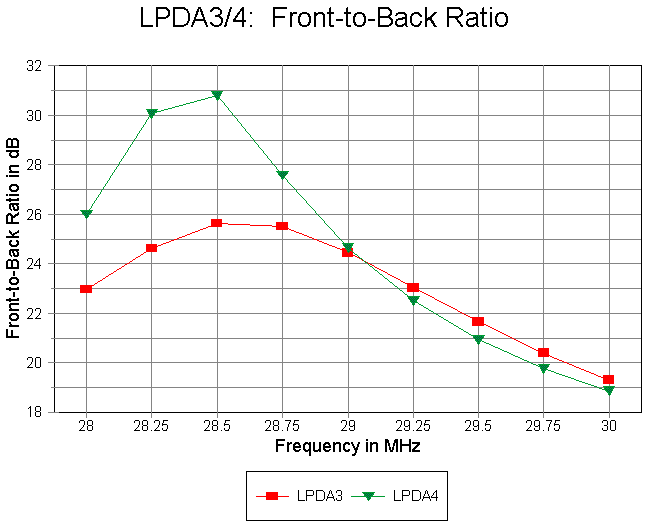 LPDA3/4:  Front-to-Back Ratio
Front-to-Back Ratio in dB
32
30
28
26
24
22
20
18
28 28.25 28.5 28.75 29 29.25 29.5 29.75 30
Frequency in MHz
LPDA3 LPDA4